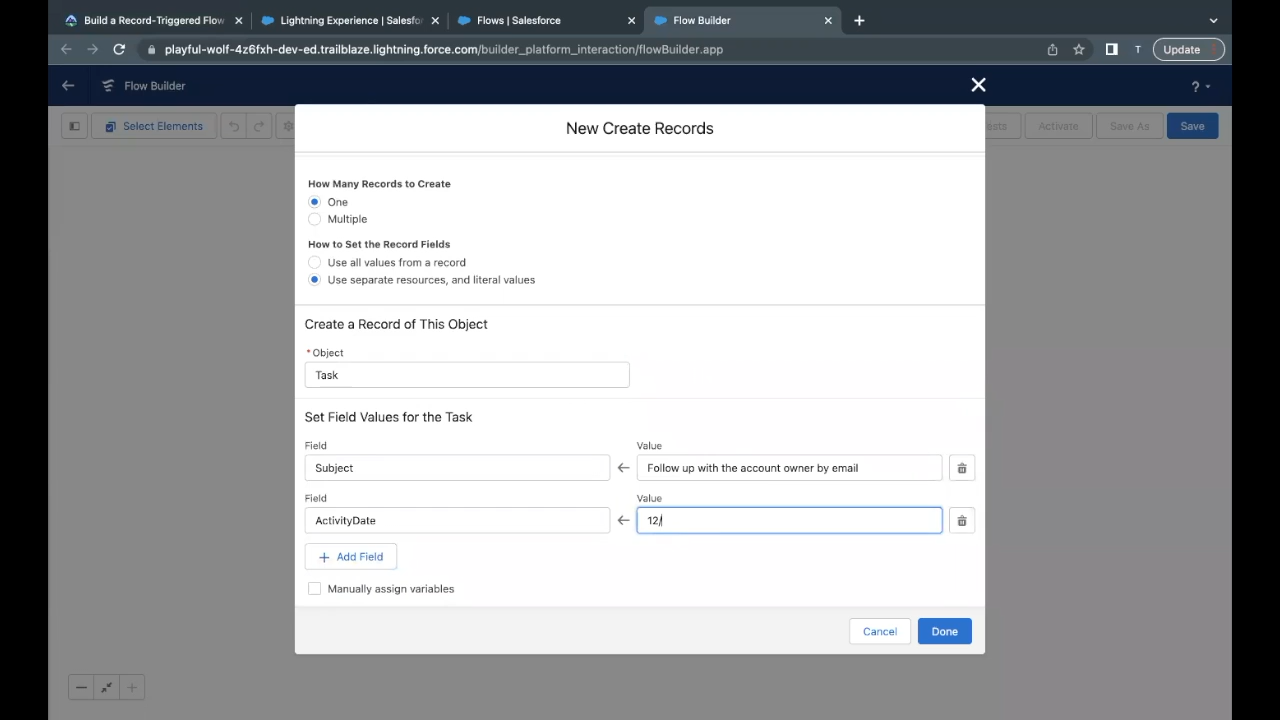 Build a Record-Triggered Flow
Lightning Experience | Salesfor
Flows | Salesforce
Flow Builder
playful-wolf-4z6fxh-dev-ed.trailblaze.lightning.force.com/builder_platform_interaction/flowBuilder.app
T
Update
Flow Builder
?
Select Elements
Activate
Save As
Save
New Create Records
How Many Records to Create
One
Multiple
How to Set the Record Fields
Use all values from a record
Use separate resources, and literal values
Create a Record of This Object
* Object
Task
Set Field Values for the Task
Field
Value
Subject
Follow up with the account owner by email
Field
Value
ActivityDate
12/
Add Field
Manually assign variables
Cancel
Done